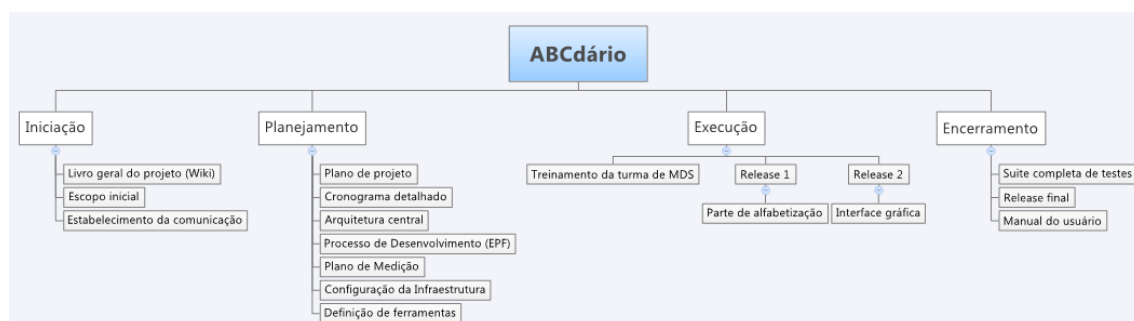 ABCdário
Iniciação
Livro geral do projeto (Wiki)
Escopo inicial
Estabelecimento da comunicação
Planejamento
Plano de projeto
Cronograma detalhado
Arquitetura central
Processo de Desenvolvimento (EPF)
Plano de Medição
Configuração da Infraestrutura
Definição de ferramentas
Execução
Treinamento da turma de MDS
Release 1
Parte de alfabetização
Release 2
Interface gráfica
Encerramento
Suite completa de testes
Release final
Manual do usuário